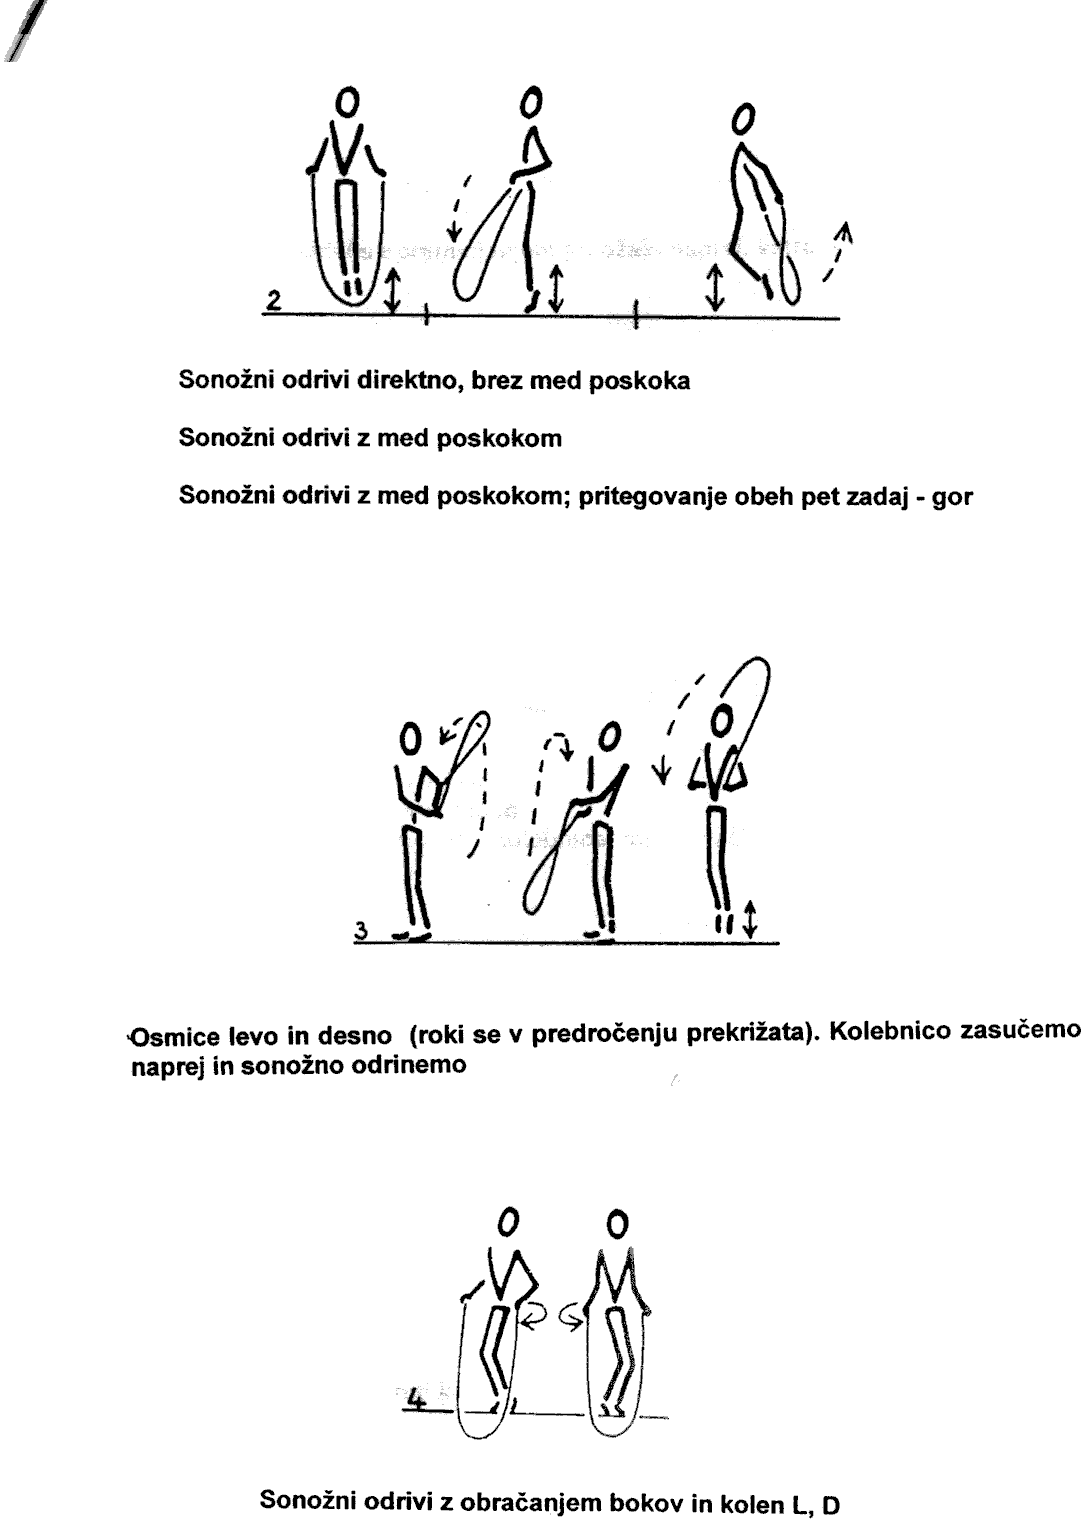 2
Sonožni odrivi direktno, brez med poskoka
Sonožni odrivi z med poskokom
Sonožni odrivi z med poskokom; pritegovanje obeh pet zadaj - gor
3
Osmice levo in desno (roki se v predročenju prekrižata). Kolebnico zasučemo
naprej in sonožno odrinemo
4
Sonožni odrivi z obračanjem bokov in kolen L, D